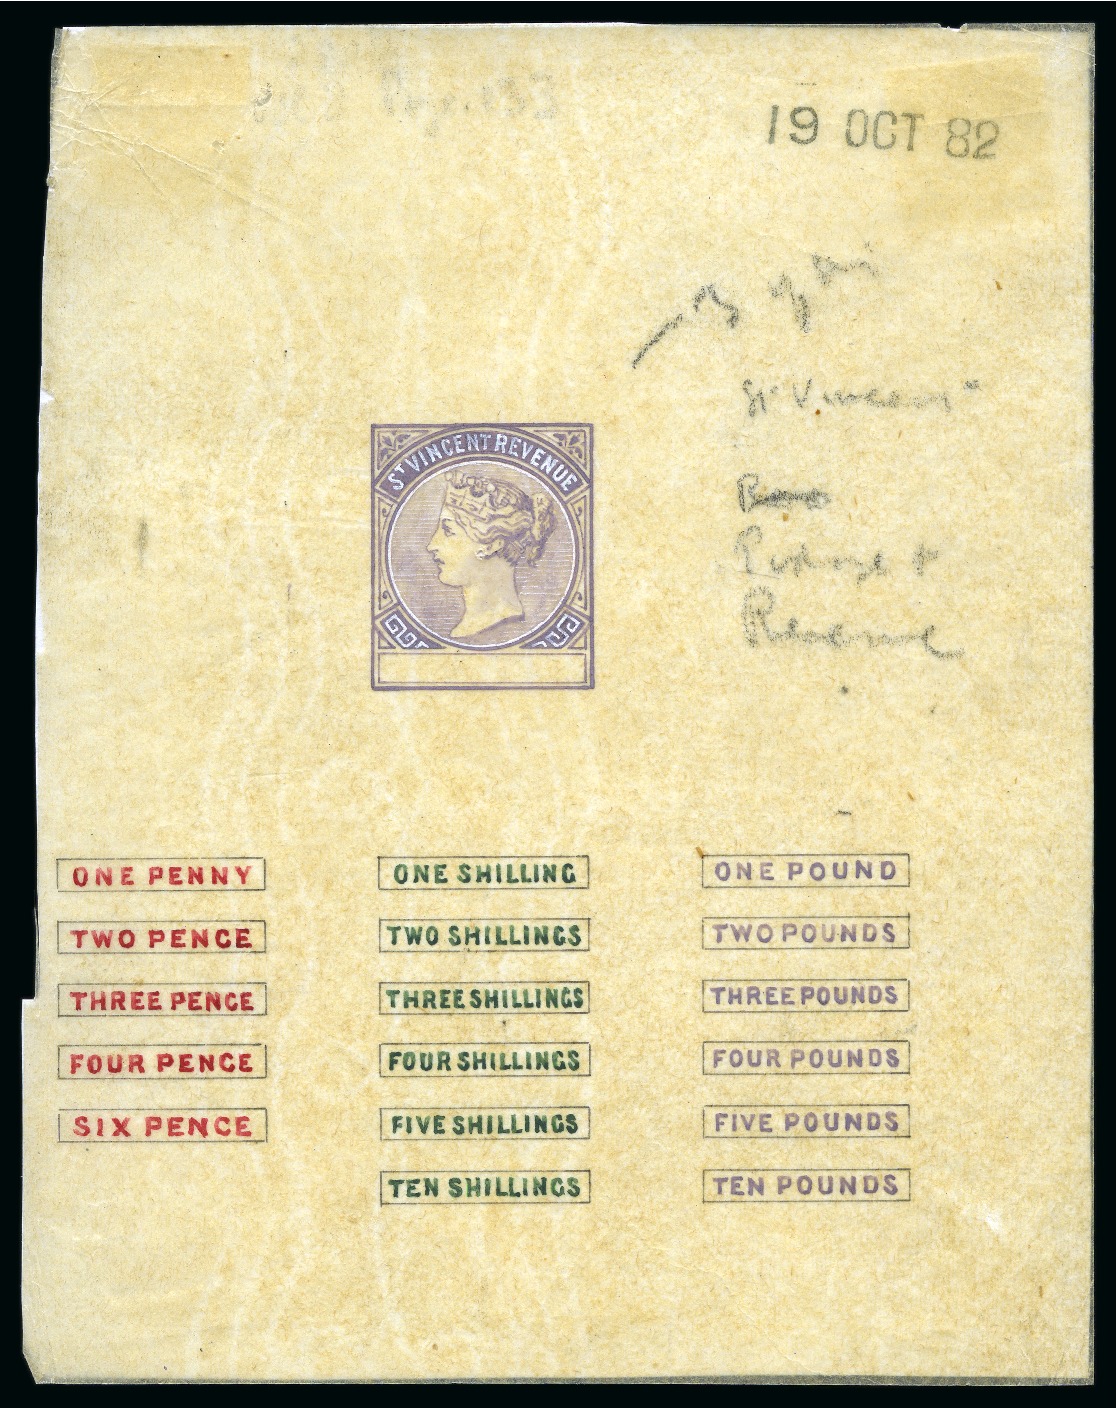 19 OCT 82
St Vincent
Postage +
Revenue
ST VINCENT REVENUE
ONE PENNY
TWO PENCE
THREE PENCE
FOUR PENCE
SIX PENCE
ONE SHILLING
TWO SHILLINGS
THREE SHILLINGS
FOUR SHILLINGS
FIVE SHILLINGS
TEN SHILLINGS
ONE POUND
TWO POUNDS
THREE POUNDS
FOUR POUNDS
FIVE POUNDS
TEN POUNDS